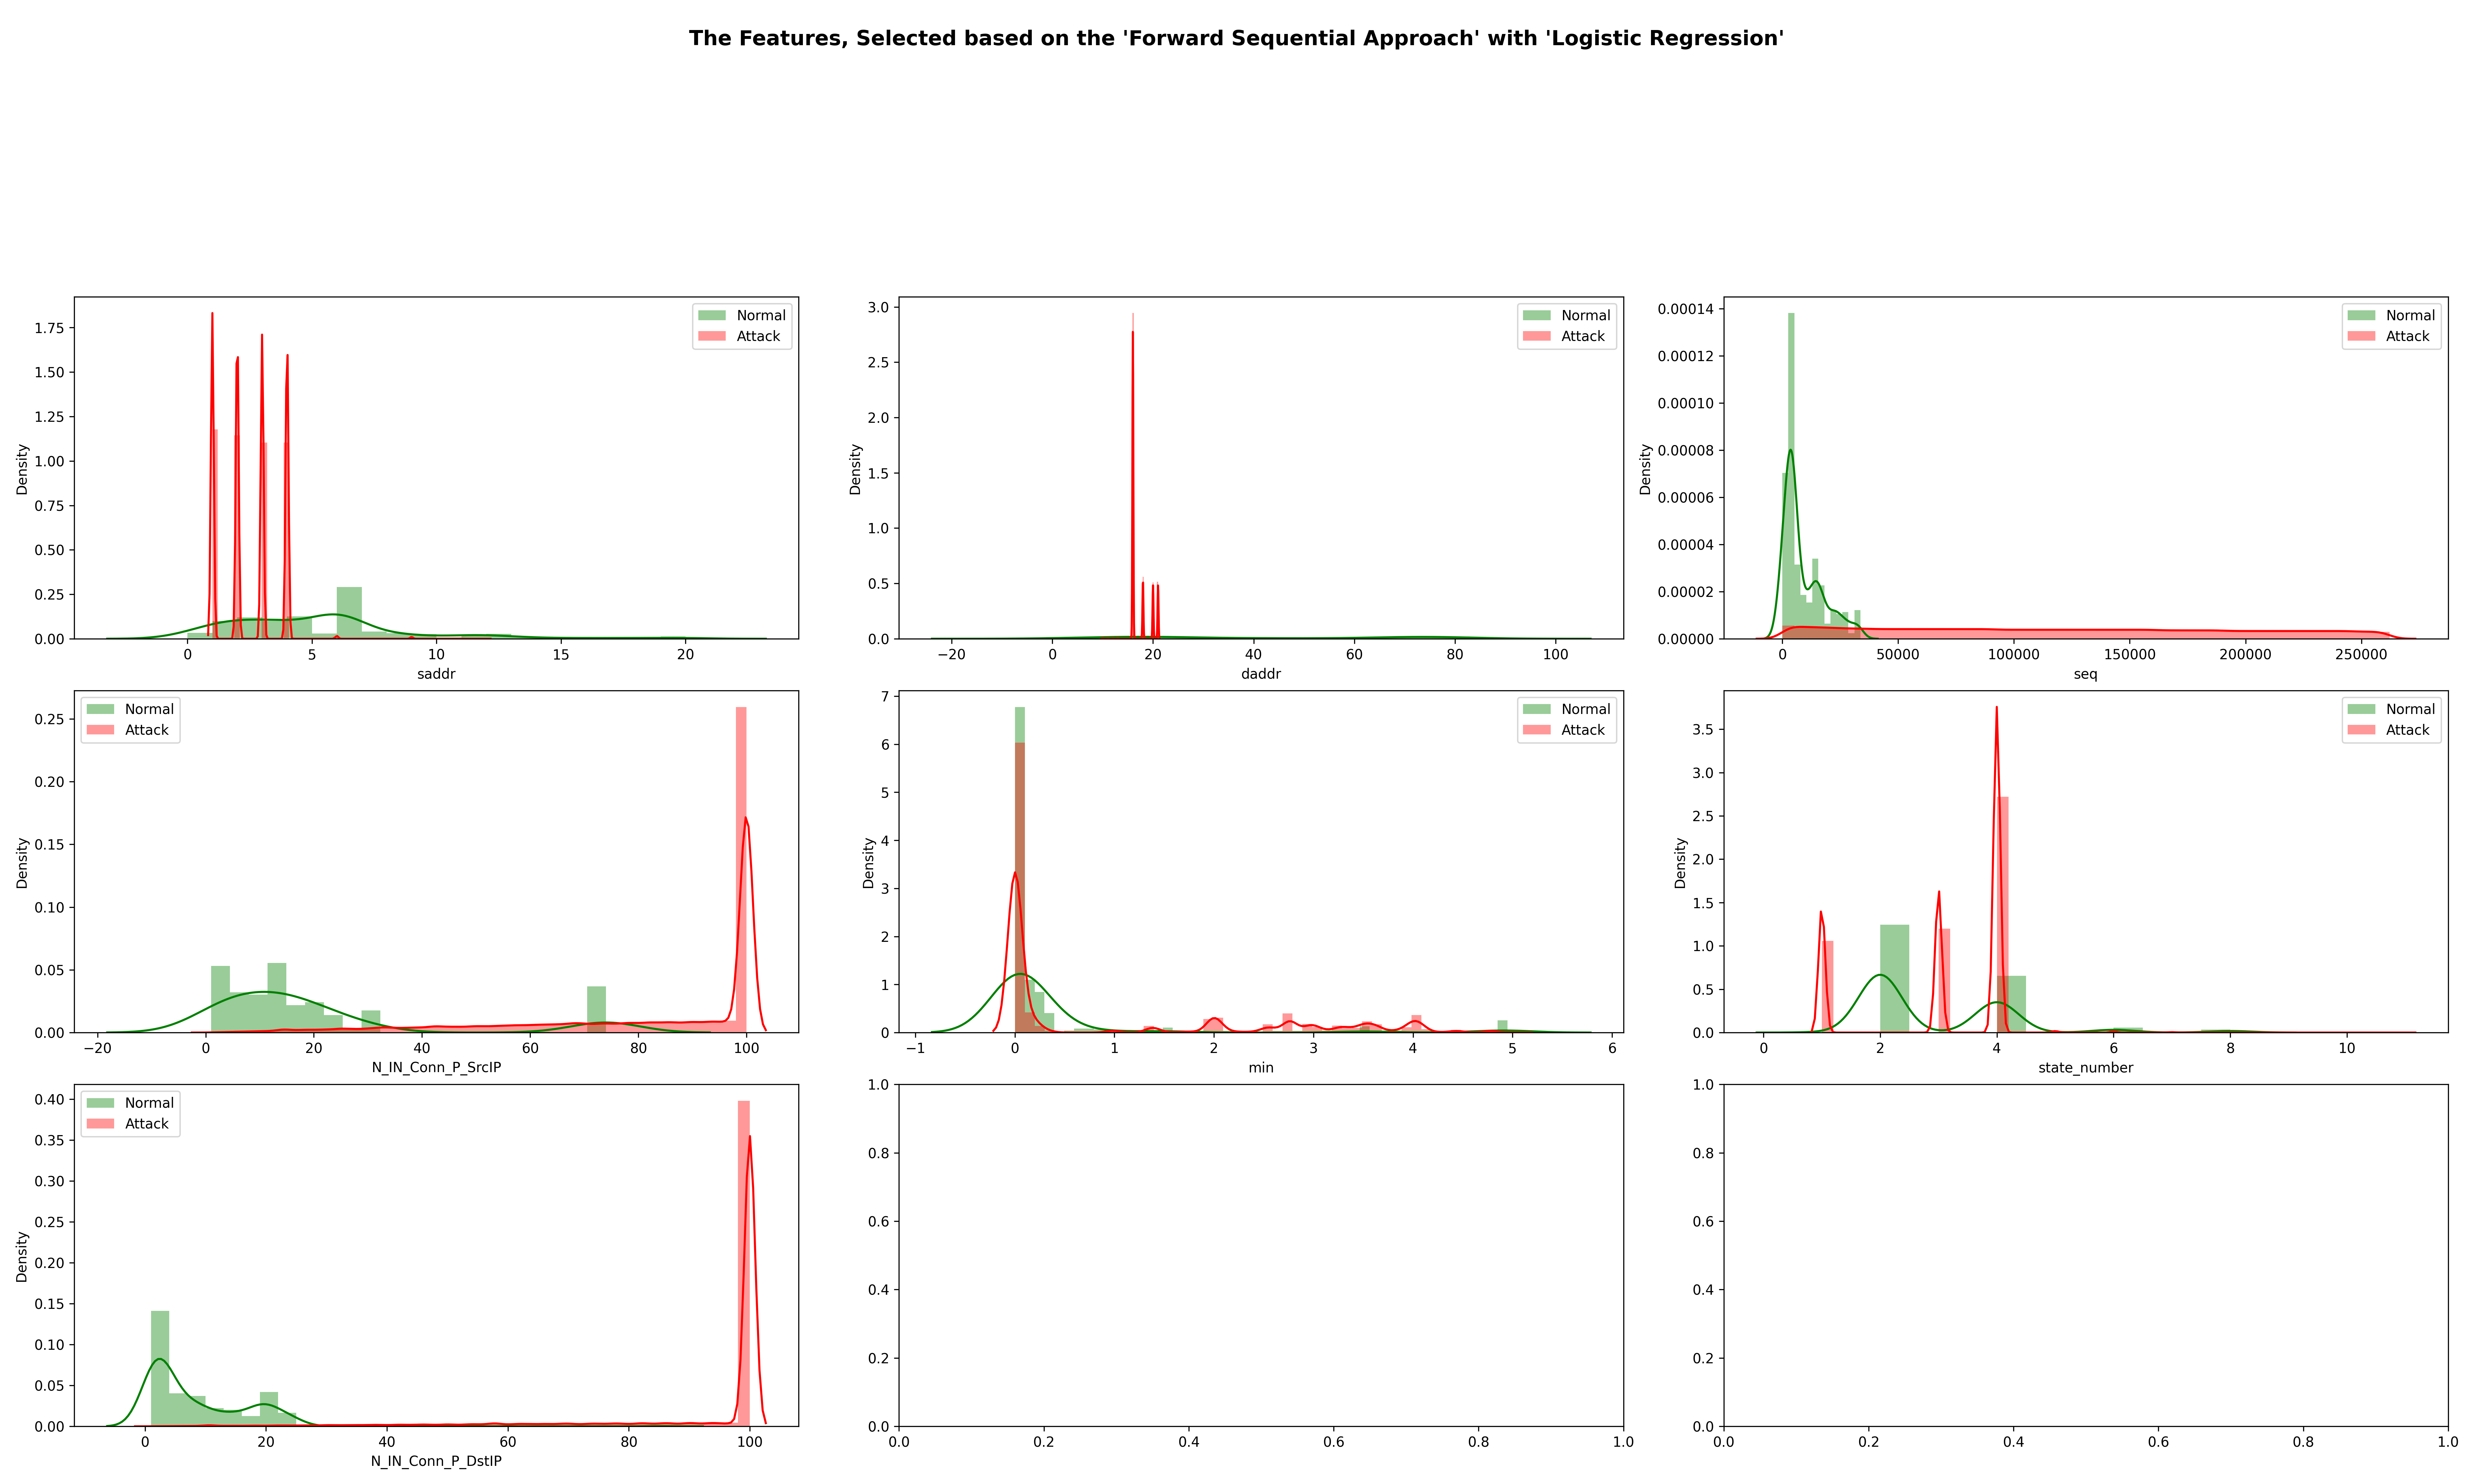 The Features, Selected based on the 'Forward Sequential Approach' with 'Logistic Regression'
Density
1.75
1.50
1.25
1.00
0.75
0.50
0.25
0.00
Normal
Attack
0 5 10 15 20
saddr
Density
3.0
2.5
2.0
1.5
1.0
0.5
0.0
Normal
Attack
−20 0 20 40 60 80 100
daddr
Density
0.00014
0.00012
0.00010
0.00008
0.00006
0.00004
0.00002
0.00000
Normal
Attack
0 50000 100000 150000 200000 250000
seq
Density
0.25
0.20
0.15
0.10
0.05
0.00
Normal
Attack
−20 0 20 40 60 80 100
N_IN_Conn_P_SrcIP
Density
7
6
5
4
3
2
1
0
Normal
Attack
−1 0 1 2 3 4 5 6
min
Density
3.5
3.0
2.5
2.0
1.5
1.0
0.5
0.0
Normal
Attack
0 2 4 6 8 10
state_number
Density
0.40
0.35
0.30
0.25
0.20
0.15
0.10
0.05
0.00
Normal
Attack
0 20 40 60 80 100
N_IN_Conn_P_DstIP
1.0
0.8
0.6
0.4
0.2
0.0
0.0 0.2 0.4 0.6 0.8 1.0
1.0
0.8
0.6
0.4
0.2
0.0
0.0 0.2 0.4 0.6 0.8 1.0